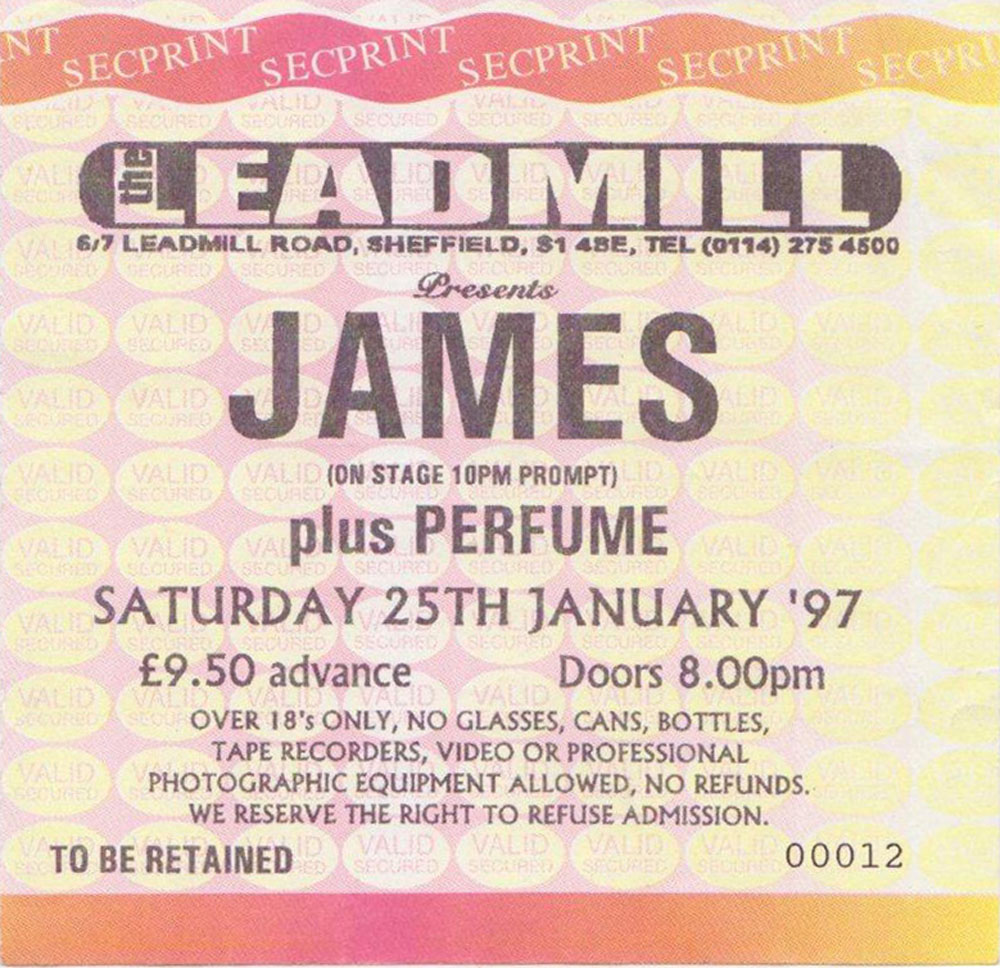 NT SECPRINT SECPRINT SECPRINT SECPRINT SECPRI
the LEADMILL
6/7 LEADMILL ROAD, SHEFFIELD, S1 4BE, TEL (0114) 275 4500
Presents
JAMES
(ON STAGE 10PM PROMPT)
plus PERFUME
SATURDAY 25TH JANUARY '97
£9.50 advance Doors 8.00pm
OVER 18's ONLY, NO GLASSES, CANS, BOTTLES,
TAPE RECORDERS, VIDEO OR PROFESSIONAL
PHOTOGRAPHIC EQUIPMENT ALLOWED, NO REFUNDS.
WE RESERVE THE RIGHT TO REFUSE ADMISSION.
TO BE RETAINED 00012